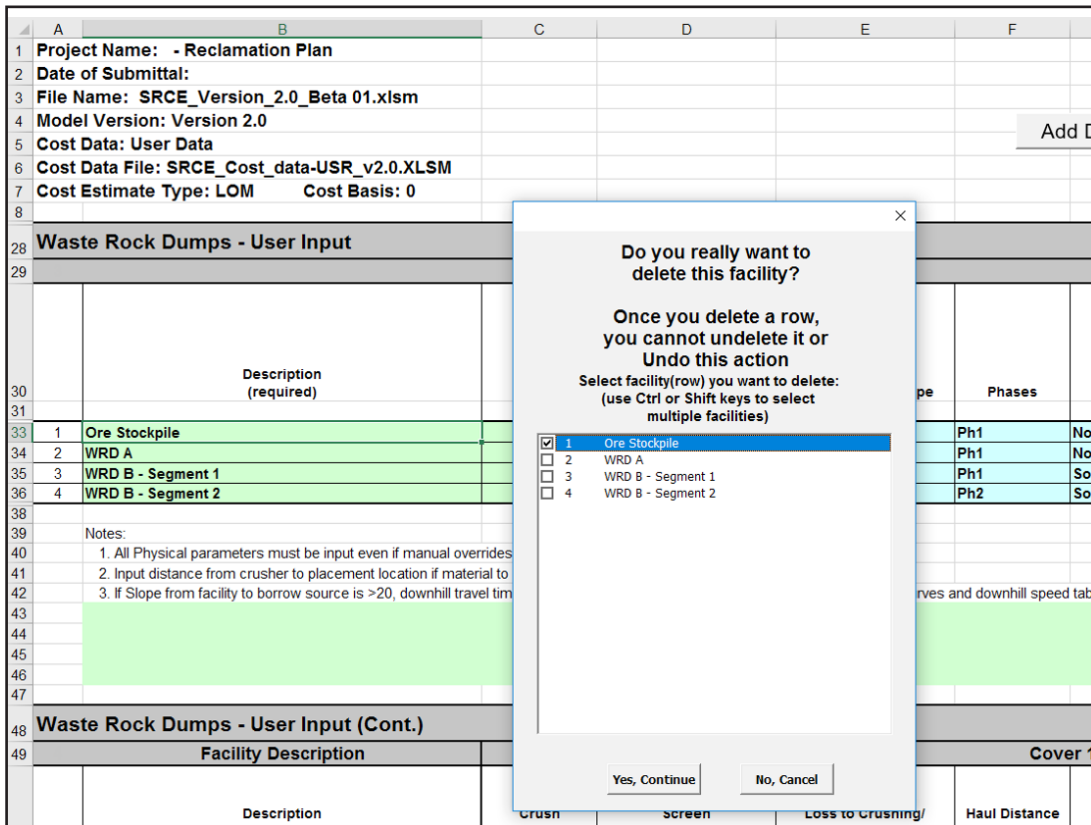 A B C D E F
1 Project Name: - Reclamation Plan
2 Date of Submittal:
3 File Name: SRCE_Version_2.0_Beta 01.xlsm
4 Model Version: Version 2.0
Add D
5 Cost Data: User Data
6 Cost Data File: SRCE_Cost_data-USR_v2.0.XLSM
7 Cost Estimate Type: LOM Cost Basis: 0
8
28 Waste Rock Dumps - User Input
29
30 Description
(required)
pe Phases
31
33 1 Ore Stockpile Ph1 No
34 2 WRD A Ph1 No
35 3 WRD B - Segment 1 Ph1 So
36 4 WRD B - Segment 2 Ph2 So
38
39 Notes:
40 1. All Physical parameters must be input even if manual overrides
41 2. Input distance from crusher to placement location if material to
42 3. If Slope from facility to borrow source is >20, downhill travel tim rves and downhill speed tab
43
44
45
46
47
48 Waste Rock Dumps - User Input (Cont.)
49 Facility Description Cover 1
Description Crush Screen Loss to Crushing/ Haul Distance
Do you really want to
delete this facility?
Once you delete a row,
you cannot undelete it or
Undo this action
Select facility(row) you want to delete:
(use Ctrl or Shift keys to select
multiple facilities)
1 Ore Stockpile
2 WRD A
3 WRD B - Segment 1
4 WRD B - Segment 2
Yes, Continue No, Cancel